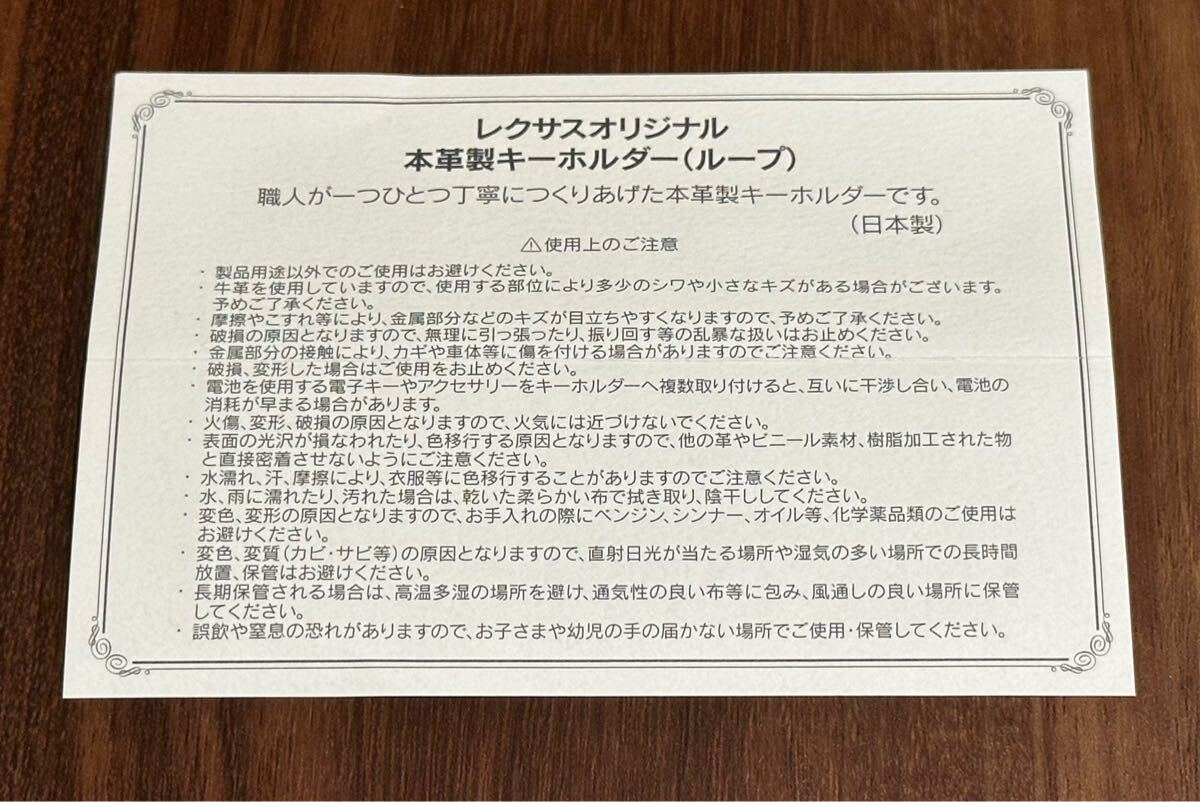 レクサスオリジナル
本革製キーホルダー(ループ)
職人が一つひとつ丁寧につくりあげた本革製キーホルダーです。
(日本製)
⚠使用上のご注意
・製品用途以外でのご使用はお避けください。
・牛革を使用していますので、使用する部位により多少のシワや小さなキズがある場合がございます。
予めご了承ください。
・摩擦やこすれ等により、金属部分などのキズが目立ちやすくなりますので、予めご了承ください。
・破損の原因となりますので、無理に引っ張ったり、振り回す等の乱暴な扱いはお止めください。
・金属部分の接触により、カギや車体等に傷を付ける場合がありますのでご注意ください。
・破損、変形した場合はご使用をお止めください。
・電池を使用する電子キーやアクセサリーをキーホルダーへ複数取り付けると、互いに干渉し合い、電池の
消耗が早まる場合があります。
・火傷、変形、破損の原因となりますので、火気には近づけないでください。
・表面の光沢が損なわれたり、色移行する原因となりますので、他の革やビニール素材、樹脂加工された物
と直接密着させないようにご注意ください。
・水濡れ、汗、摩擦により、衣服等に色移行することがありますのでご注意ください。
・水、雨に濡れたり、汚れた場合は、乾いた柔らかい布で拭き取り、陰干ししてください。
・変色、変形の原因となりますので、お手入れの際にベンジン、シンナー、オイル等、化学薬品類のご使用は
お避けください。
・変色、変質(カビ・サビ等)の原因となりますので、直射日光が当たる場所や湿気の多い場所での長時間
放置、保管はお避けください。
・長期保管される場合は、高温多湿の場所を避け、通気性の良い布等に包み、風通しの良い場所に保管
してください。
・誤飲や窒息の恐れがありますので、お子さまや幼児の手の届かない場所でご使用・保管してください。